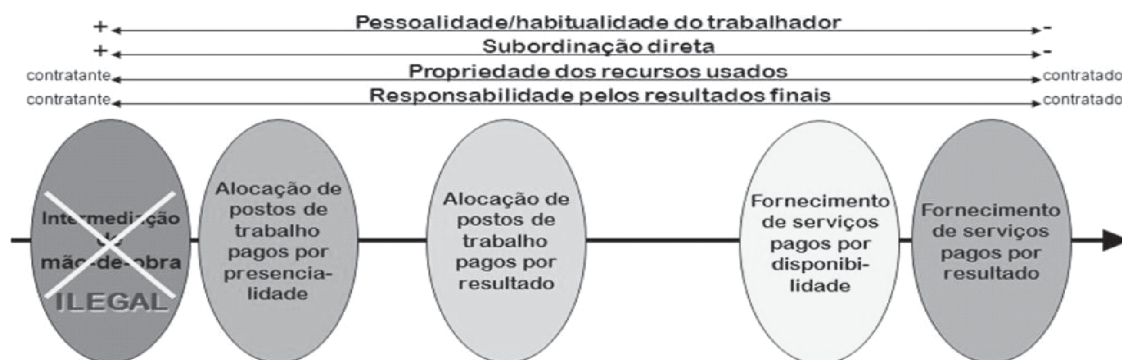 + Pessoalidade/habitualidade do trabalhador -
+ Subordinação direta -
contratante Propriedade dos recursos usados contratado
contratante Responsabilidade pelos resultados finais contratado
Intermediação
de
mão-de-obra
ILEGAL
Alocação de
postos de
trabalho
pagos por
presencia-
lidade
Alocação de
postos de
trabalho
pagos por
resultado
Fornecimento
de serviços
pagos por
disponibi-
lidade
Fornecimento
de serviços
pagos por
resultado